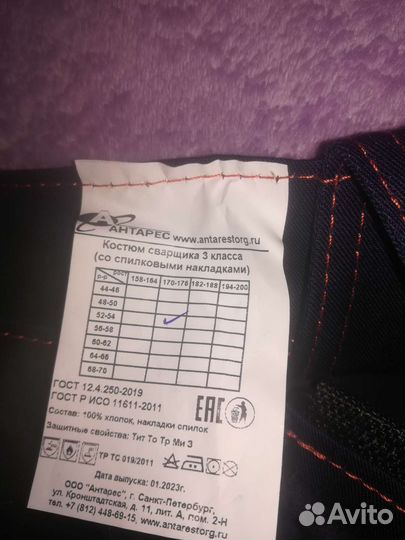 АНТАРЕС www.antarestorg.ru
Костюм сварщика 3 класса
(со спилковыми накладками)
р-р рост 158-164 170-176 182-188 194-200
44-46
48-50
52-54
56-58
60-62
64-66
68-70
ГОСТ 12.4.250-2019
ГОСТ Р ИСО 11611-2011
EAC
Состав: 100% хлопок, накладки спилок
Защитные свойства: Тит То Тр Ми З
ТР ТС 019/2011
Дата выпуска: 01.2023г.
ООО "Антарес", г. Санкт-Петербург,
ул. Кронштадтская, д. 11, лит. А, пом. 2-Н
тел. +7 (812) 448-69-15, www.antarestorg.ru
Avito